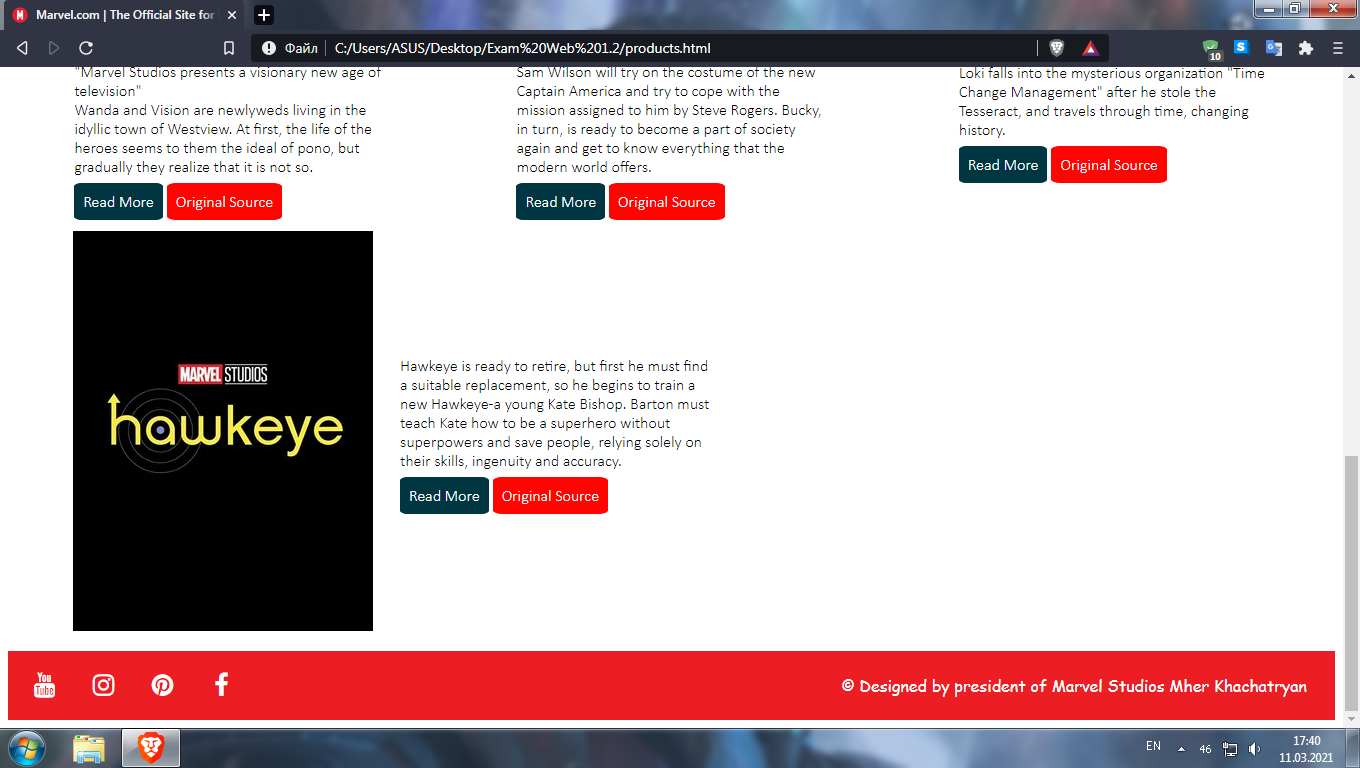 Marvel.com | The Official Site for
Файл
C:/Users/ASUS/Desktop/Exam%20Web%201.2/products.html
10
"Marvel Studios presents a visionary new age of
television"
Wanda and Vision are newlyweds living in the
idyllic town of Westview. At first, the life of the
heroes seems to them the ideal of pono, but
gradually they realize that it is not so.
Read More
Original Source
Sam Wilson will try on the costume of the new
Captain America and try to cope with the
mission assigned to him by Steve Rogers. Bucky,
in turn, is ready to become a part of society
again and get to know everything that the
modern world offers.
Read More
Original Source
Loki falls into the mysterious organization "Time
Change Management" after he stole the
Tesseract, and travels through time, changing
history.
Read More
Original Source
MARVEL STUDIOS
hawkeye
Hawkeye is ready to retire, but first he must find
a suitable replacement, so he begins to train a
new Hawkeye-a young Kate Bishop. Barton must
teach Kate how to be a superhero without
superpowers and save people, relying solely on
their skills, ingenuity and accuracy.
Read More
Original Source
You
Tube
© Designed by president of Marvel Studios Mher Khachatryan
EN
46
17:40
11.03.2021